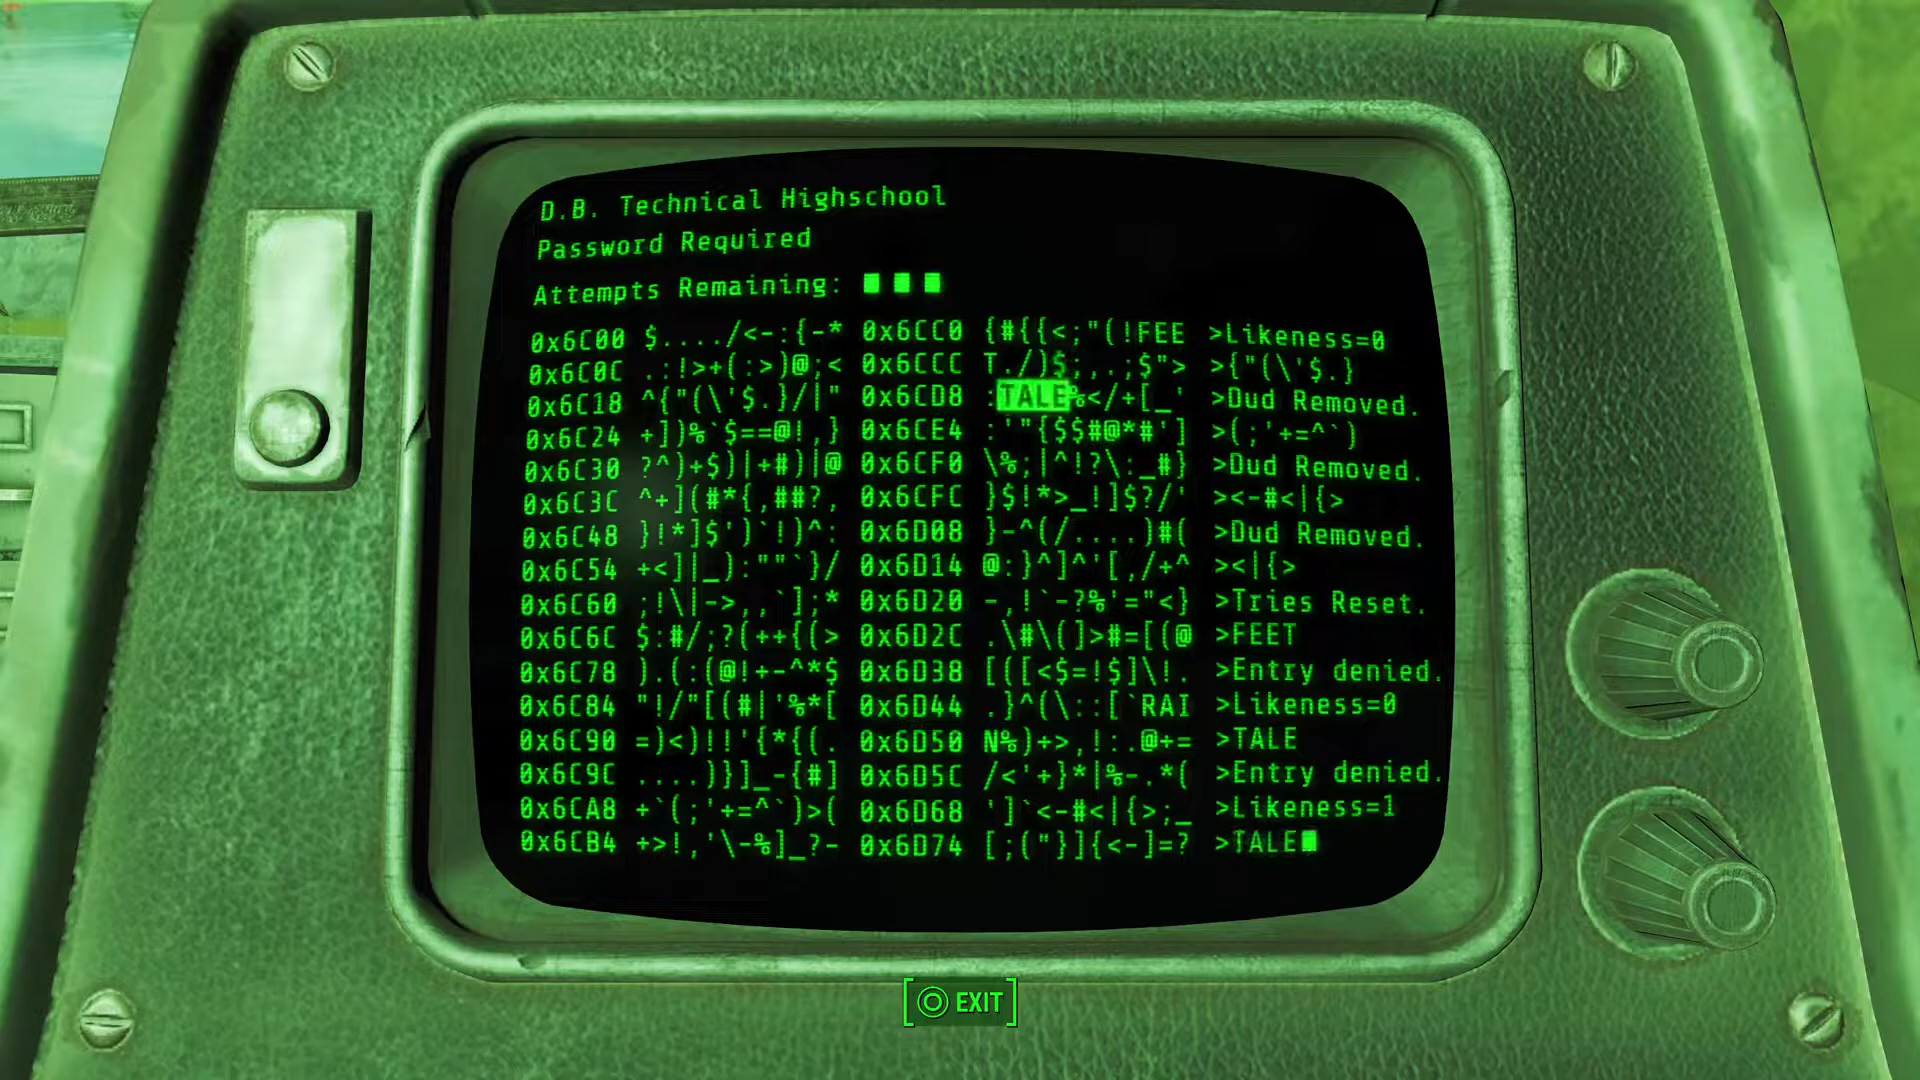 D.B. Technical Highschool
Password Required
Attempts Remaining: ■ ■ ■
0x6C00 $..../<-:{-* 0x6CC0 {#{{<;"(!FEE >Likeness=0
0x6C0C .:!>+(:>)@;< 0x6CCC T./)$;,.;$"> >{"(\'$.}
0x6C18 ^{"(\'$.}/|" 0x6CD8 :TALE%</+[_' >Dud Removed.
0x6C24 +])%`$==@!,} 0x6CE4 :'"{$$#@*#'] >(;'+=^`)
0x6C30 ?^)+$)|+#)|@ 0x6CF0 \%;|^!?\:_#} >Dud Removed.
0x6C3C ^+](#*{,##?, 0x6CFC }$!*>_!]$?/' ><-#<|{>
0x6C48 }!*]$')`!)^: 0x6D08 }-^(/....)#( >Dud Removed.
0x6C54 +<]|_):""`}/ 0x6D14 @:}^]^'[,/+^ ><|{>
0x6C60 ;!\|->,,`];* 0x6D20 -,!`-?%'="<} >Tries Reset.
0x6C6C $:#/;?(++{(> 0x6D2C .\#\(]>#=[(@ >FEET
0x6C78 ).(:(@!+-^*$ 0x6D38 [([<$=!$]\!. >Entry denied.
0x6C84 "!/"[(#|'%*[ 0x6D44 .}^(\::[`RAI >Likeness=0
0x6C90 =)<)!!'{*{(. 0x6D50 N%)+>,!:.@+= >TALE
0x6C9C ....)}]_-{#] 0x6D5C /<'+}*|%-.*( >Entry denied.
0x6CA8 +`(;'+=^`)>( 0x6D68 ']`<-#<|{>;_ >Likeness=1
0x6CB4 +>!,'\-%]_?- 0x6D74 [;("}]{<-]=? >TALE■
EXIT